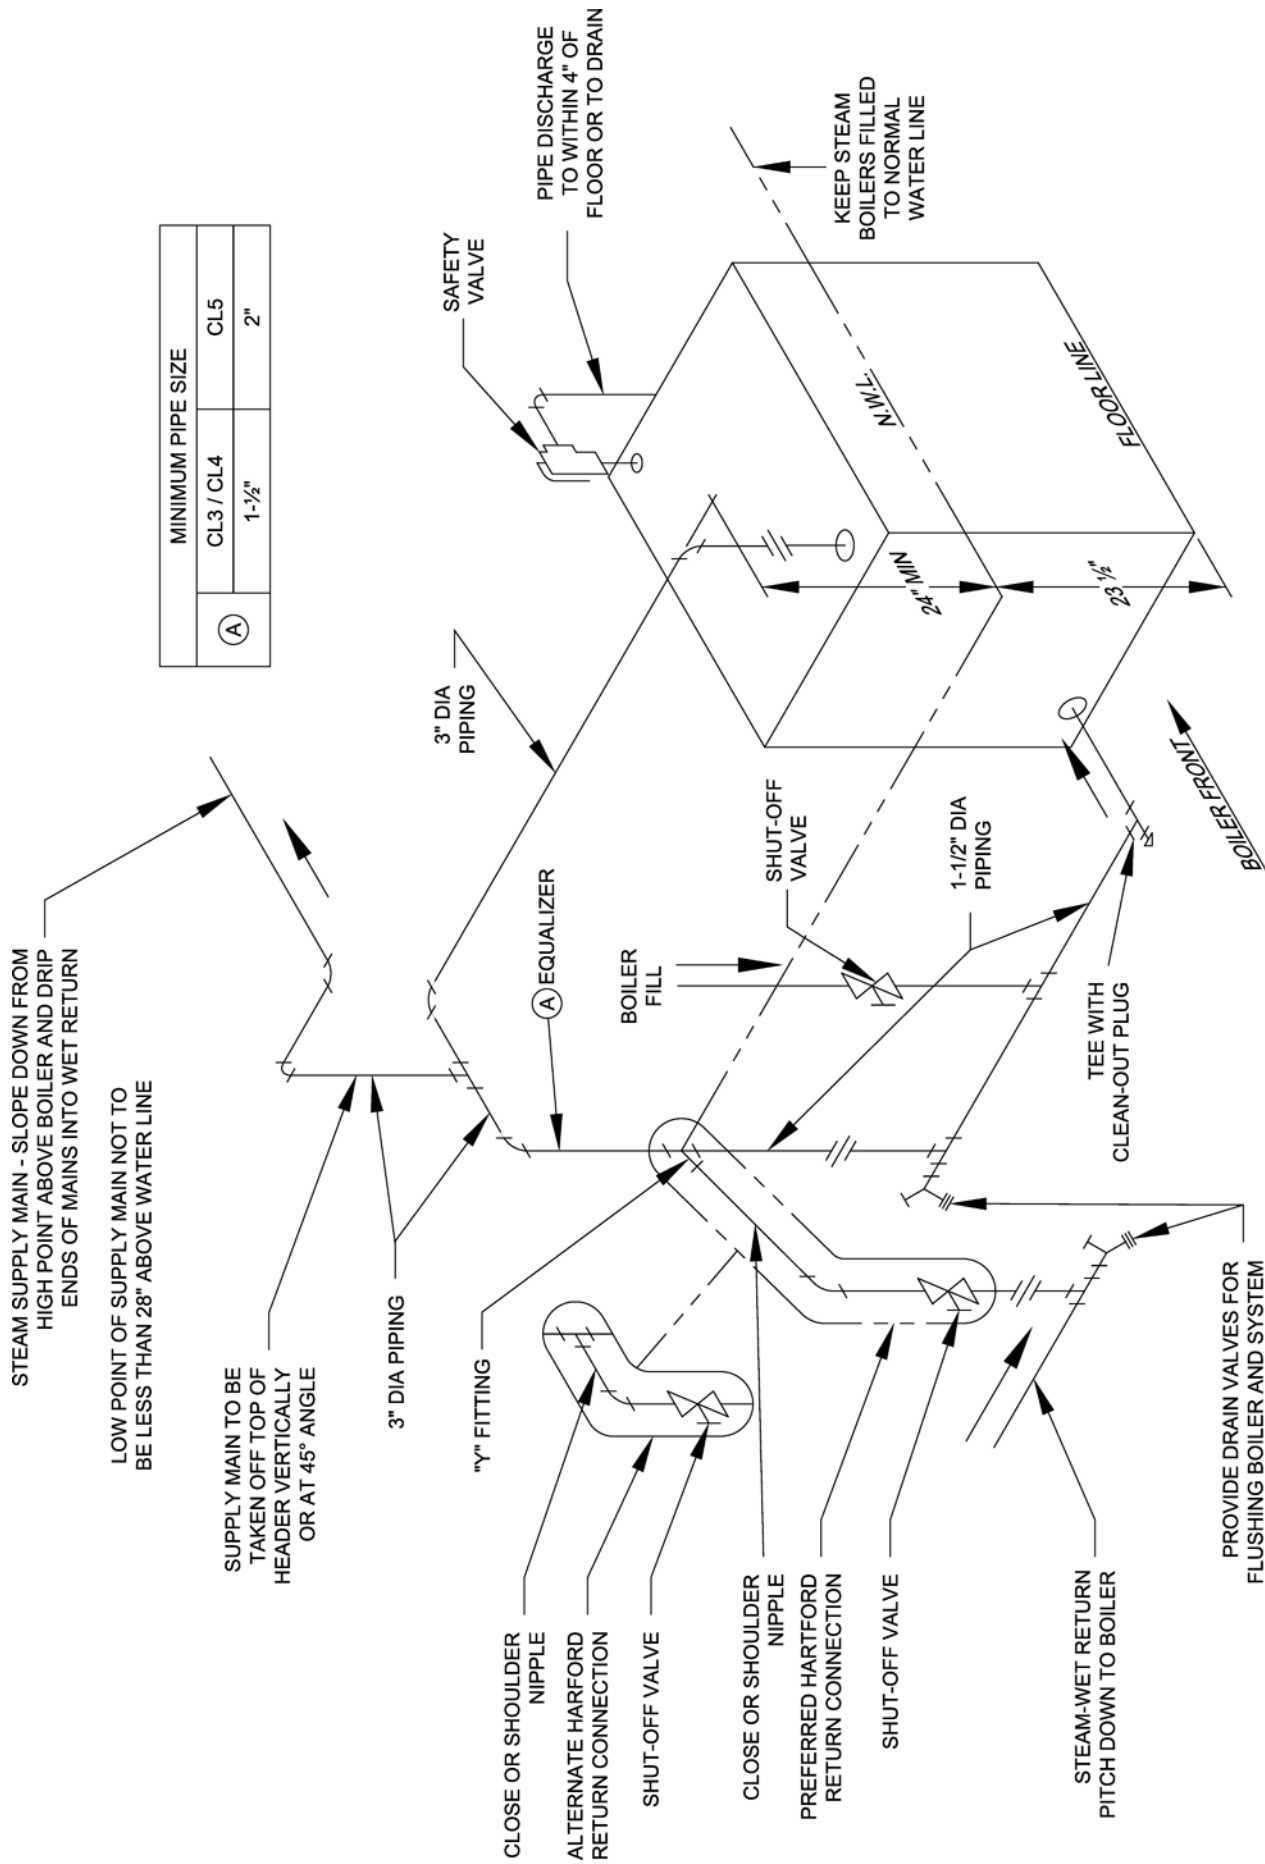 STEAM SUPPLY MAIN - SLOPE DOWN FROM
HIGH POINT ABOVE BOILER AND DRIP
ENDS OF MAINS INTO WET RETURN
LOW POINT OF SUPPLY MAIN NOT TO
BE LESS THAN 28" ABOVE WATER LINE
SUPPLY MAIN TO BE
TAKEN OFF TOP OF
HEADER VERTICALLY
OR AT 45° ANGLE
3" DIA PIPING
"Y" FITTING
CLOSE OR SHOULDER
NIPPLE
ALTERNATE HARFORD
RETURN CONNECTION
SHUT-OFF VALVE
CLOSE OR SHOULDER
NIPPLE
PREFERRED HARTFORD
RETURN CONNECTION
SHUT-OFF VALVE
STEAM-WET RETURN
PITCH DOWN TO BOILER
PROVIDE DRAIN VALVES FOR
FLUSHING BOILER AND SYSTEM
MINIMUM PIPE SIZE
A
CL3 / CL4
CL5
1-½"
2"
3" DIA
PIPING
A EQUALIZER
BOILER
FILL
SHUT-OFF
VALVE
1-1/2" DIA
PIPING
TEE WITH
CLEAN-OUT PLUG
SAFETY
VALVE
PIPE DISCHARGE
TO WITHIN 4" OF
FLOOR OR TO DRAIN
KEEP STEAM
BOILERS FILLED
TO NORMAL
WATER LINE
N.W.L.
24" MIN
23 ½"
FLOOR LINE
BOILER FRONT